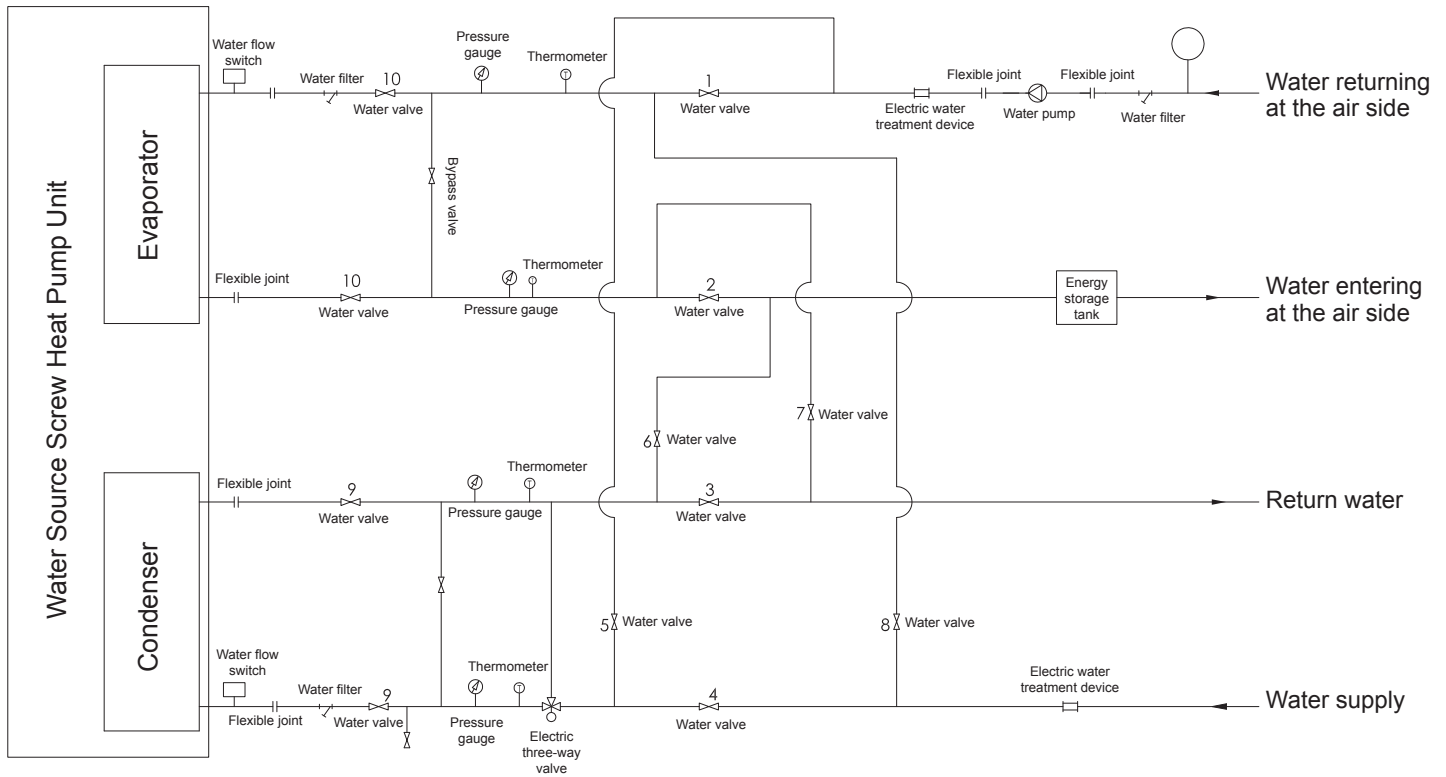 Water Source Screw Heat Pump Unit
Evaporator
Condenser
Water flow
switch
Water filter
10
Water valve
Pressure
gauge
Thermometer
T
1
Water valve
Electric water
treatment device
Flexible joint
Water pump
Flexible joint
Water filter
Water returning
at the air side
Bypass valve
Flexible joint
10
Water valve
Pressure gauge
Thermometer
T
2
Water valve
Energy
storage
tank
Water entering
at the air side
7
Water valve
6
Water valve
Flexible joint
9
Water valve
Pressure gauge
Thermometer
T
3
Water valve
Return water
5
Water valve
8
Water valve
Water flow
switch
Flexible joint
Water filter
9
Water valve
Pressure
gauge
Thermometer
T
Electric
three-way
valve
4
Water valve
Electric water
treatment device
Water supply